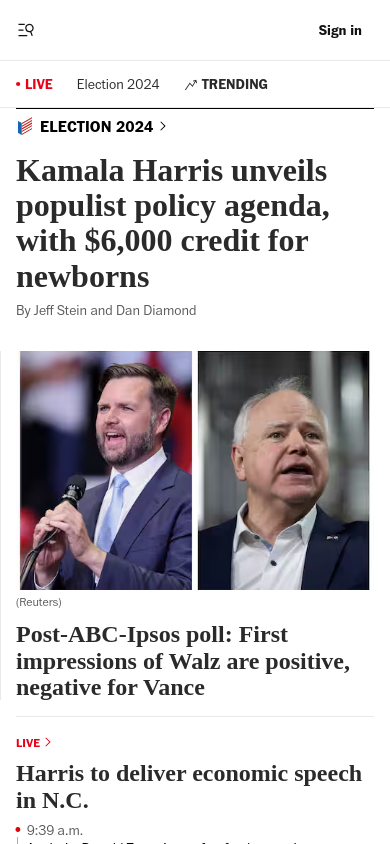 Sign in
LIVE
Election 2024
TRENDING
ELECTION 2024
Kamala Harris unveils
populist policy agenda,
with $6,000 credit for
newborns
By Jeff Stein and Dan Diamond
(Reuters)
Post-ABC-Ipsos poll: First
impressions of Walz are positive,
negative for Vance
LIVE
Harris to deliver economic speech
in N.C.
9:39 a.m.